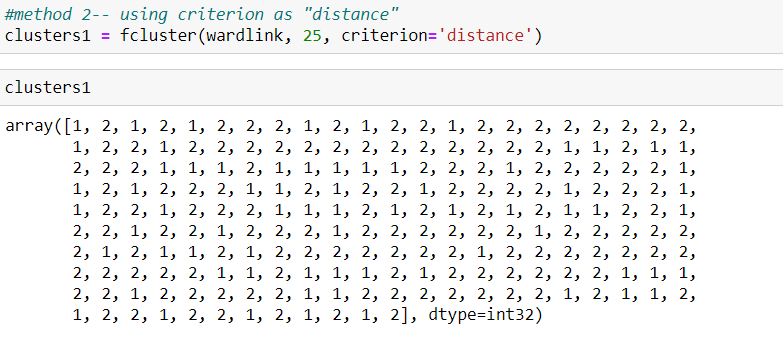 #method 2-- using criterion as "distance"
clusters1 = fcluster(wardlink, 25, criterion='distance')
clusters1
array([1, 2, 1, 2, 1, 2, 2, 2, 1, 2, 1, 2, 2, 1, 2, 2, 2, 2, 2, 2, 2, 2,
1, 2, 2, 1, 2, 2, 2, 2, 2, 2, 2, 2, 2, 2, 2, 1, 1, 2, 1, 1,
2, 2, 2, 1, 1, 1, 2, 1, 1, 1, 1, 1, 2, 2, 2, 1, 2, 2, 2, 2, 2, 1,
1, 2, 1, 2, 2, 2, 1, 1, 2, 1, 2, 2, 1, 2, 2, 2, 2, 1, 2, 2, 2, 1,
1, 2, 2, 1, 2, 2, 2, 1, 1, 1, 2, 1, 2, 1, 2, 1, 2, 1, 1, 2, 2, 1,
2, 2, 1, 2, 2, 1, 2, 2, 2, 1, 2, 2, 2, 2, 2, 2, 1, 2, 2, 2, 2, 2,
2, 1, 2, 1, 1, 2, 1, 2, 2, 2, 2, 2, 2, 2, 1, 2, 2, 2, 2, 2, 2,
2, 2, 2, 2, 2, 1, 1, 2, 1, 1, 1, 2, 1, 2, 2, 2, 2, 2, 2, 1, 1, 1,
2, 2, 1, 2, 2, 2, 2, 2, 1, 1, 2, 2, 2, 2, 2, 2, 2, 1, 2, 1, 1, 2,
1, 2, 2, 1, 2, 2, 1, 2, 1, 2, 1, 2], dtype=int32)